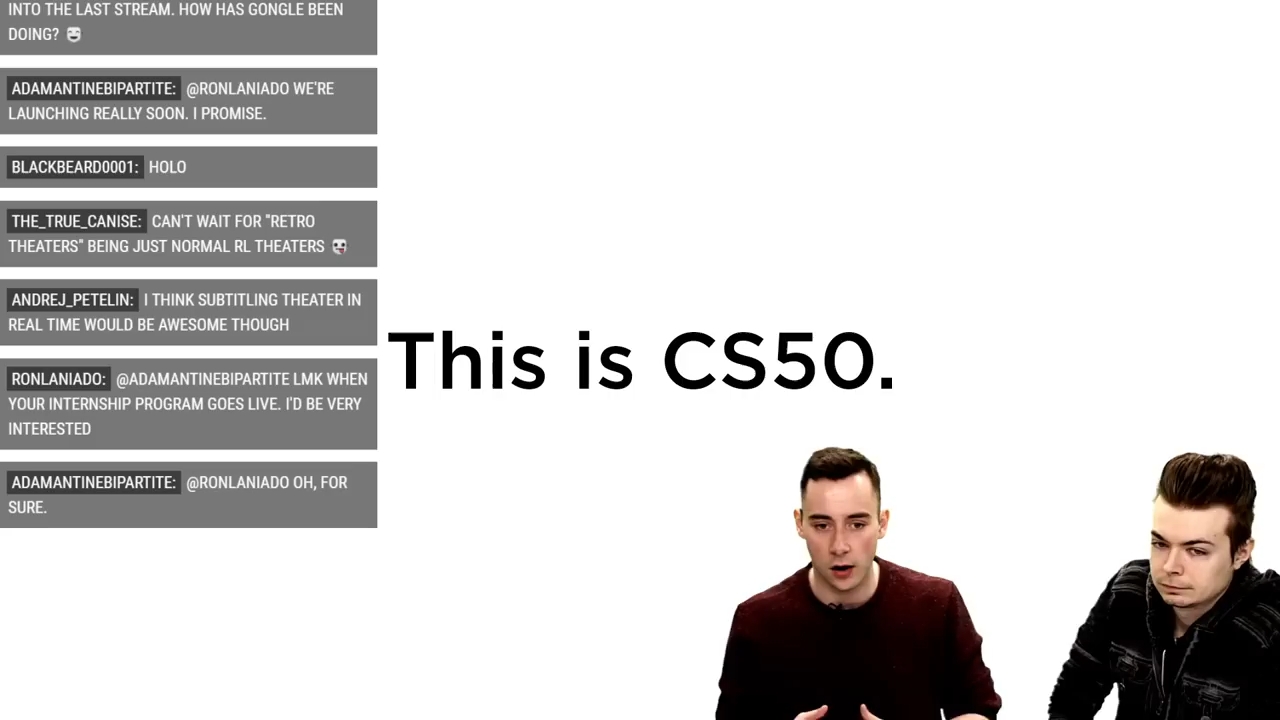 INTO THE LAST STREAM. HOW HAS GONGLE BEEN
DOING?
ADAMANTINEBIPARTITE: @RONLANIADO WE'RE
LAUNCHING REALLY SOON. I PROMISE.
BLACKBEARD0001: HOLO
THE_TRUE_CANISE: CAN'T WAIT FOR "RETRO
THEATERS" BEING JUST NORMAL RL THEATERS
ANDREJ_PETELIN: I THINK SUBTITLING THEATER IN
REAL TIME WOULD BE AWESOME THOUGH
RONLANIADO: @ADAMANTINEBIPARTITE LMK WHEN
YOUR INTERNSHIP PROGRAM GOES LIVE. I'D BE VERY
INTERESTED
ADAMANTINEBIPARTITE: @RONLANIADO OH, FOR
SURE.
This is CS50.